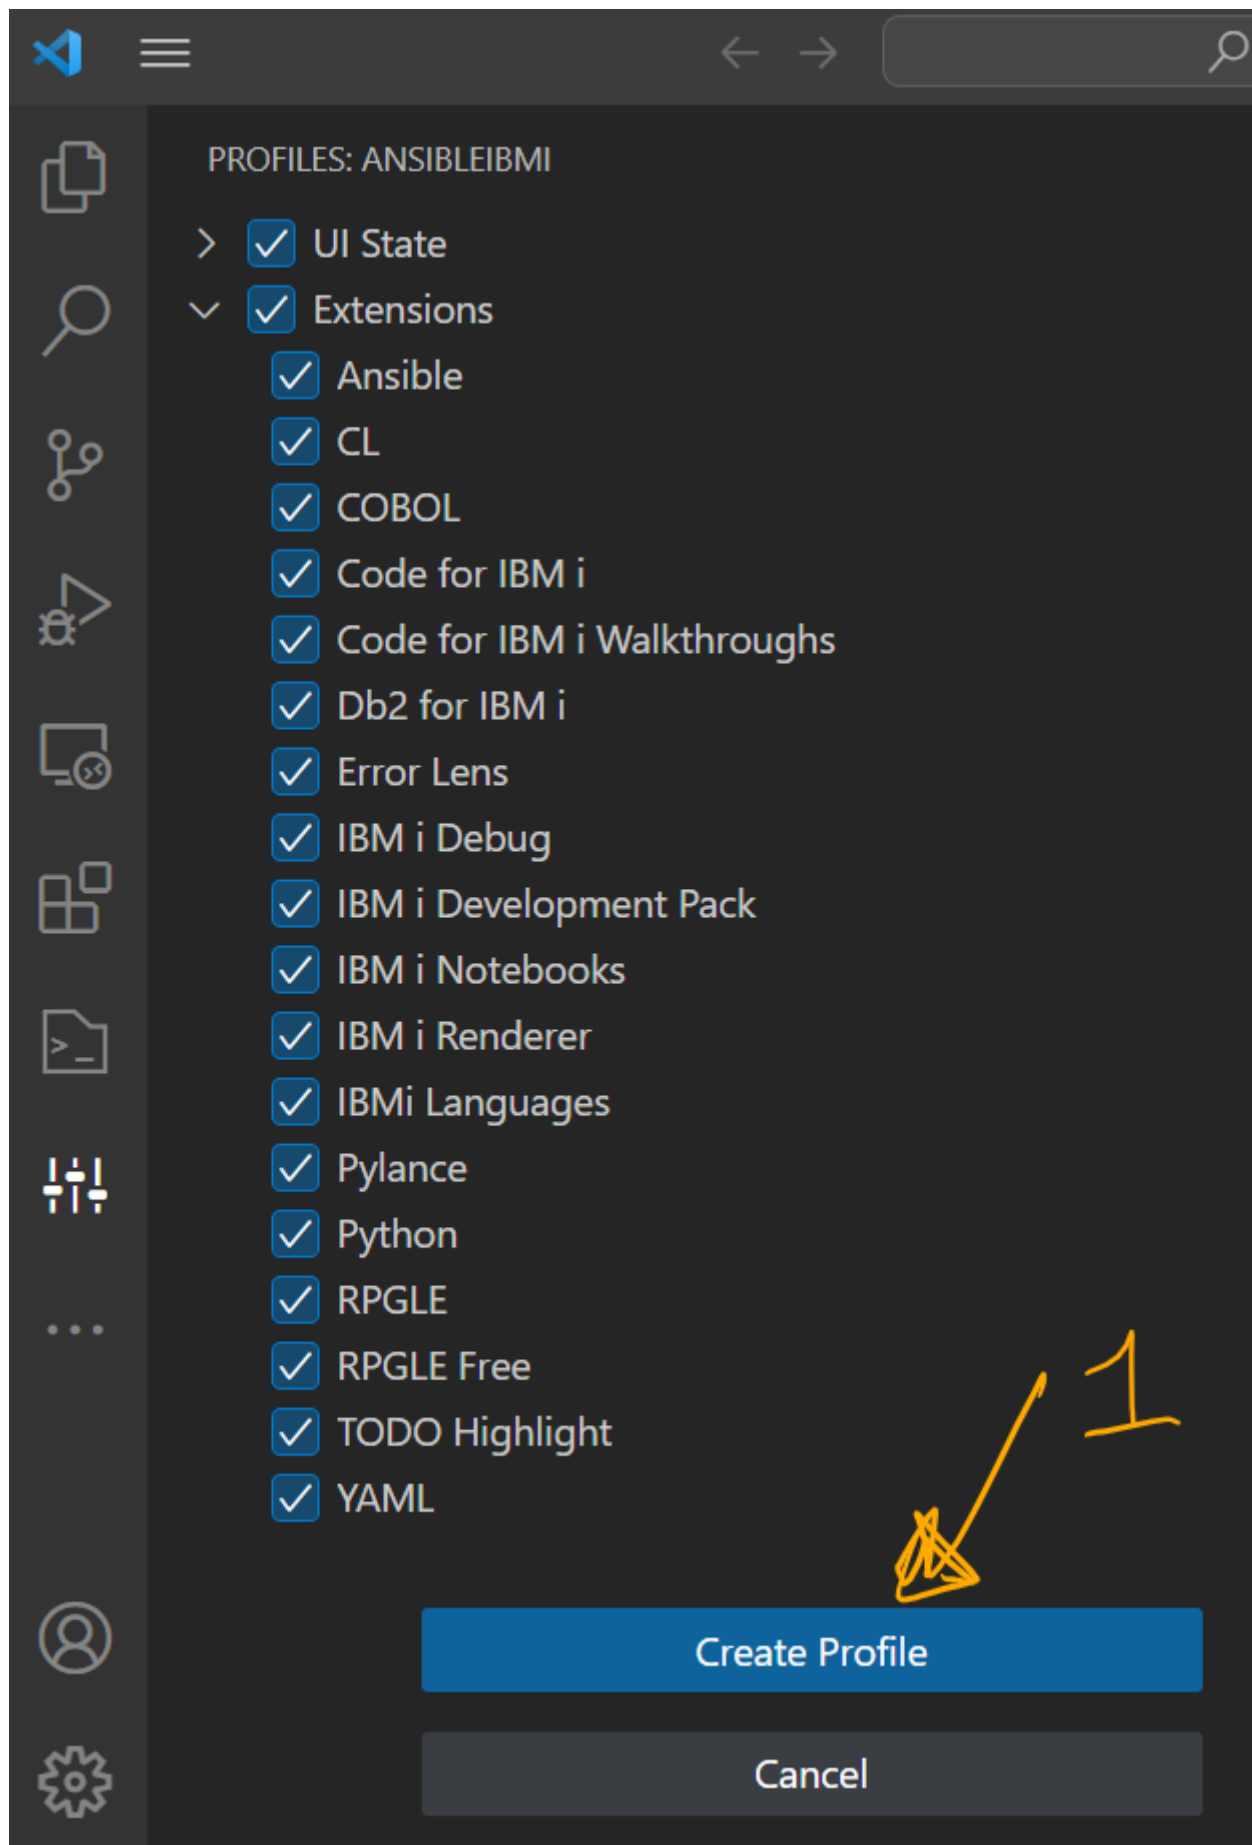 PROFILES: ANSIBLEIBMI
UI State
Extensions
Ansible
CL
COBOL
Code for IBM i
Code for IBM i Walkthroughs
Db2 for IBM i
Error Lens
IBM i Debug
IBM i Development Pack
IBM i Notebooks
IBM i Renderer
IBMi Languages
Pylance
Python
RPGLE
RPGLE Free
TODO Highlight
YAML
1
Create Profile
Cancel